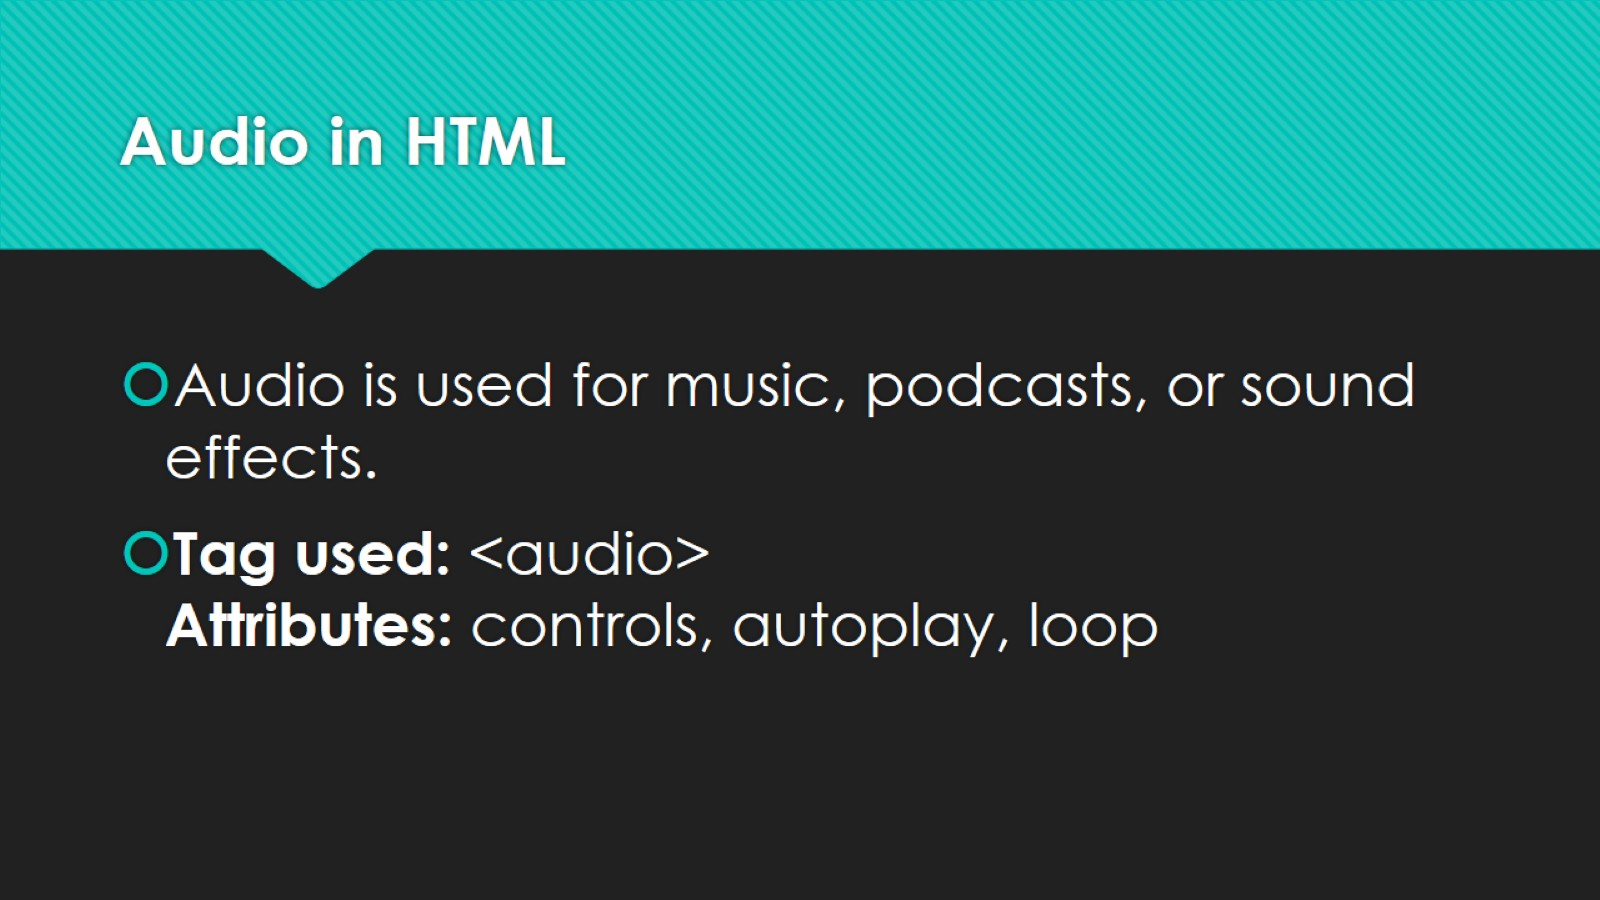 Audio in HTML
Audio is used for music, podcasts, or sound
effects.
Tag used: <audio>
Attributes: controls, autoplay, loop